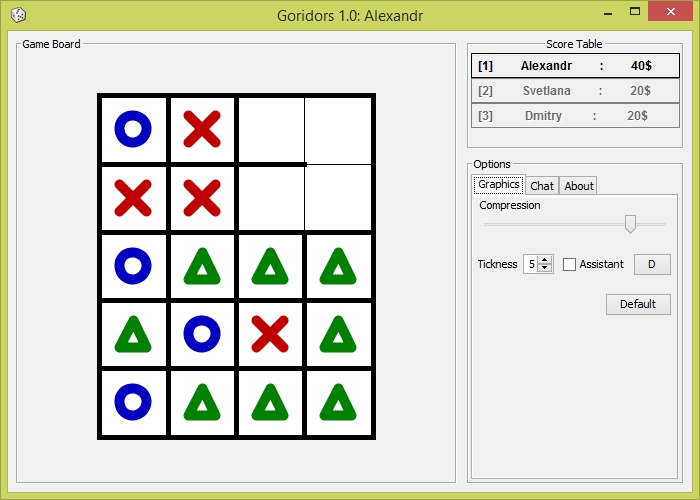 Goridors 1.0: Alexandr
Game Board
Score Table
[1] Alexandr : 40$
[2] Svetlana : 20$
[3] Dmitry : 20$
Options
Graphics Chat About
Compression
Tickness 5 Assistant D
Default